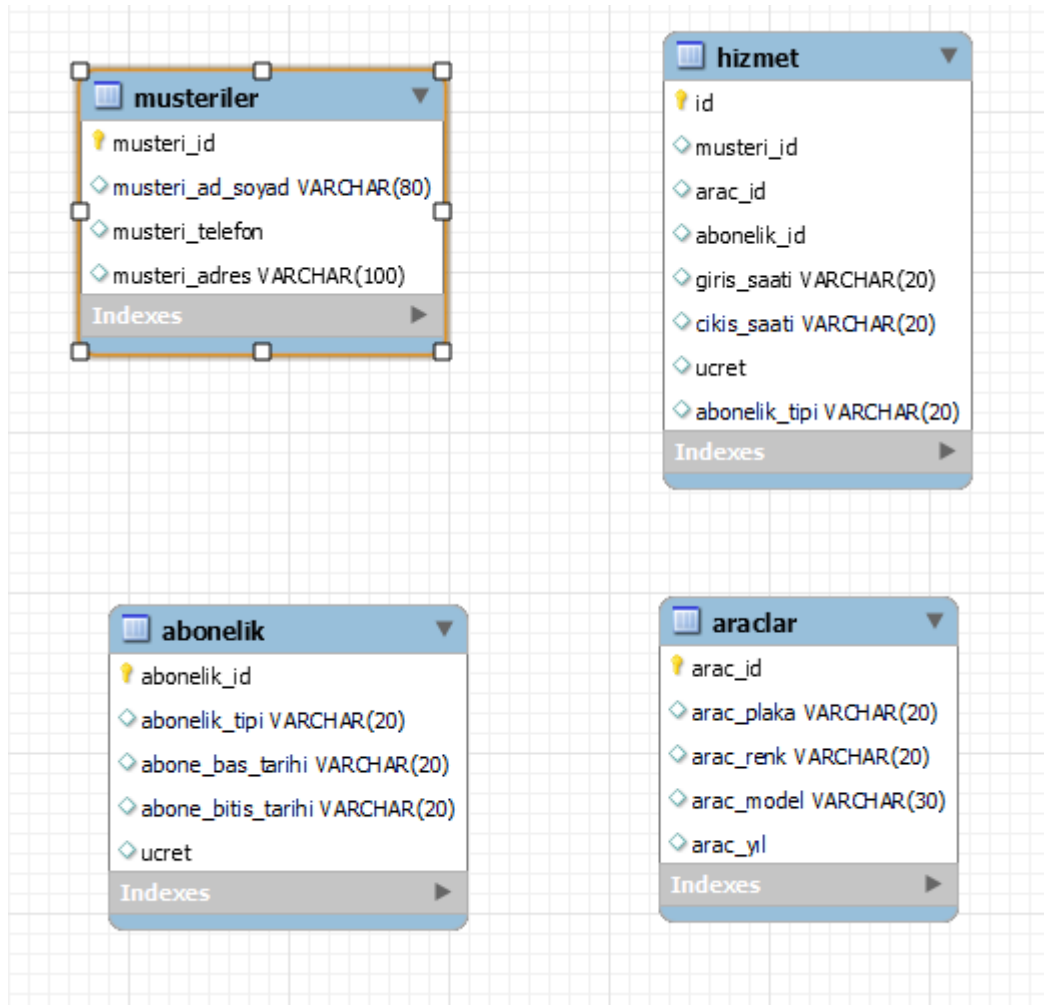 musteriler
musteri_id
musteri_ad_soyad VARCHAR(80)
musteri_telefon
musteri_adres VARCHAR(100)
Indexes
hizmet
id
musteri_id
arac_id
abonelik_id
giris_saati VARCHAR(20)
cikis_saati VARCHAR(20)
ucret
abonelik_tipi VARCHAR(20)
Indexes
abonelik
abonelik_id
abonelik_tipi VARCHAR(20)
abone_bas_tarihi VARCHAR(20)
abone_bitis_tarihi VARCHAR(20)
ucret
Indexes
araclar
arac_id
arac_plaka VARCHAR(20)
arac_renk VARCHAR(20)
arac_model VARCHAR(30)
arac_yıl
Indexes